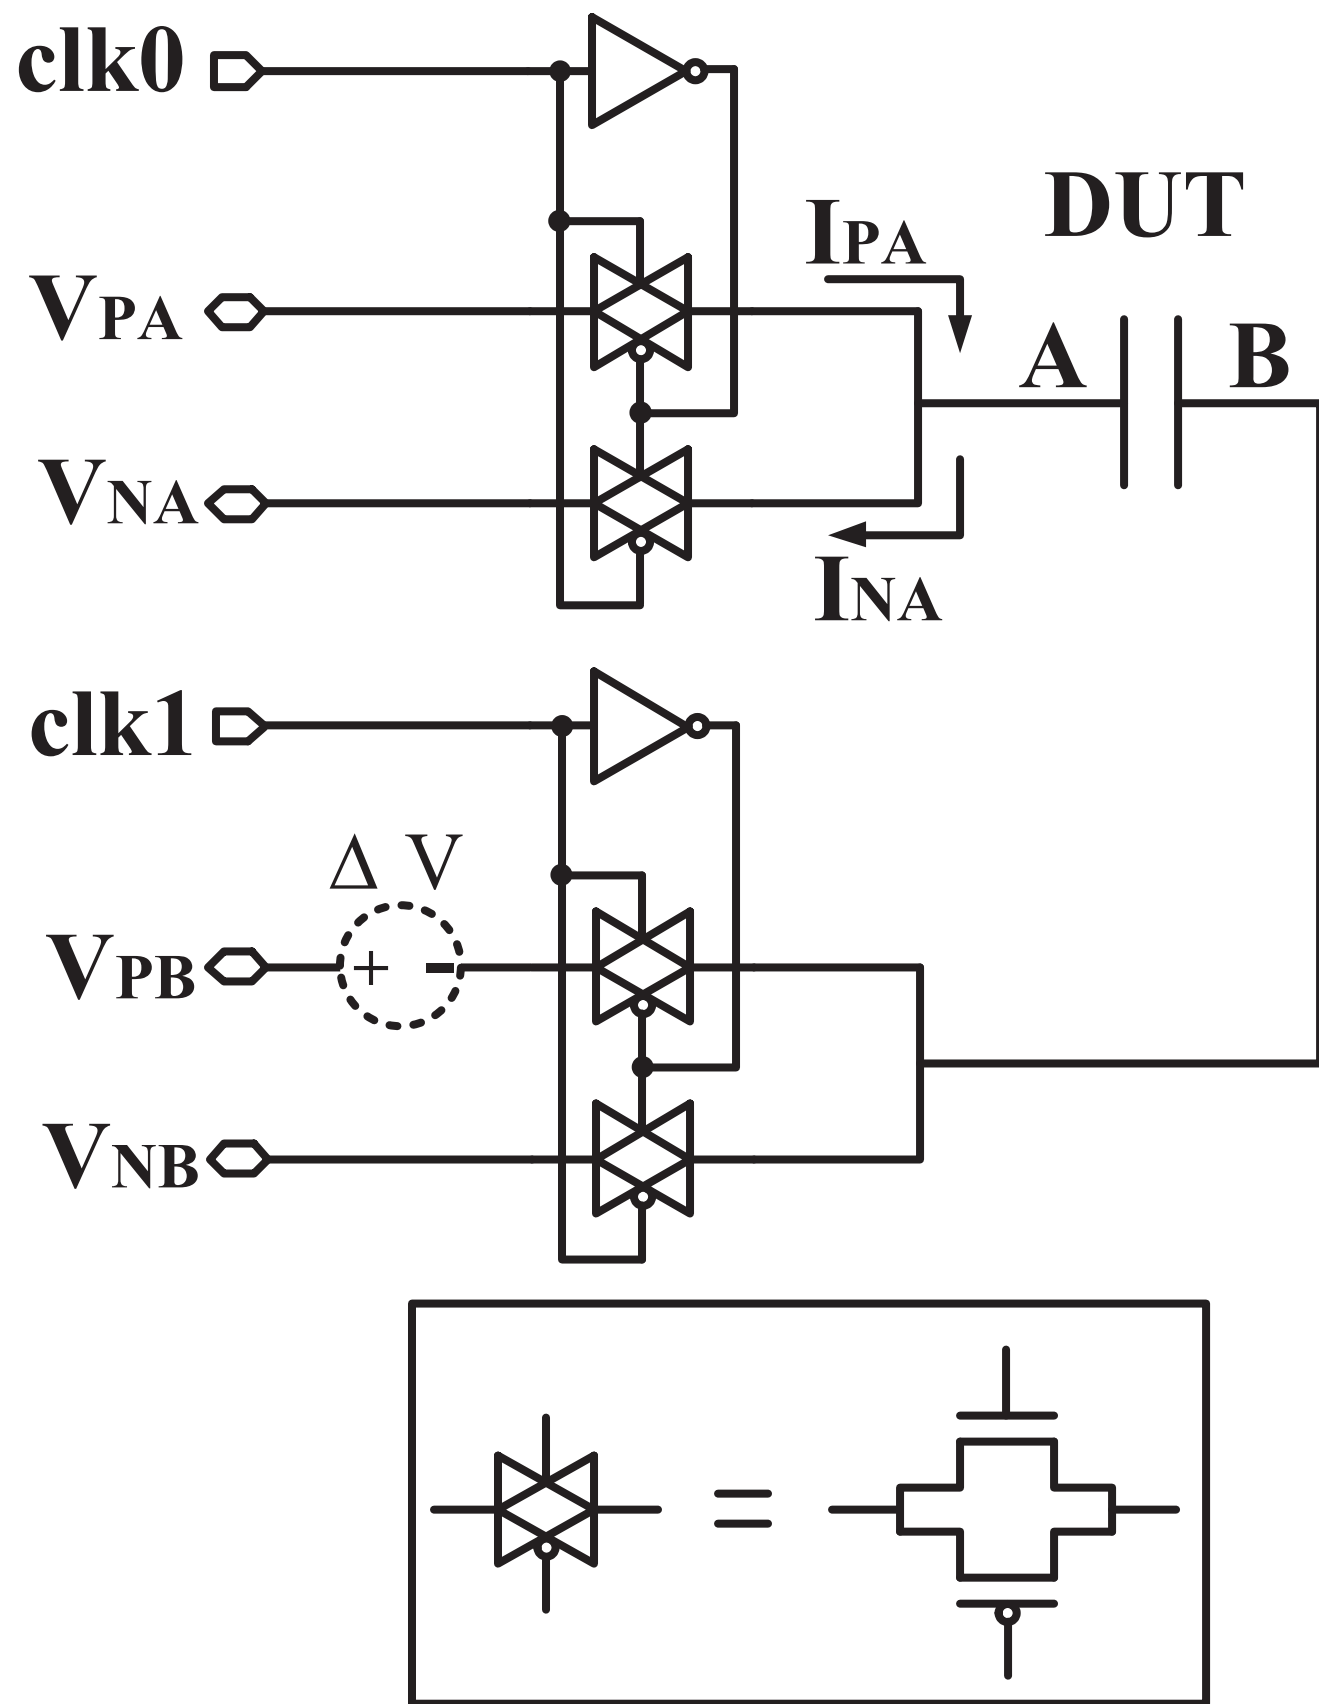 clk0
DUT
IPA
VPA
A
B
VNA
INA
clk1
Δ V
VPB
+ -
VNB
=